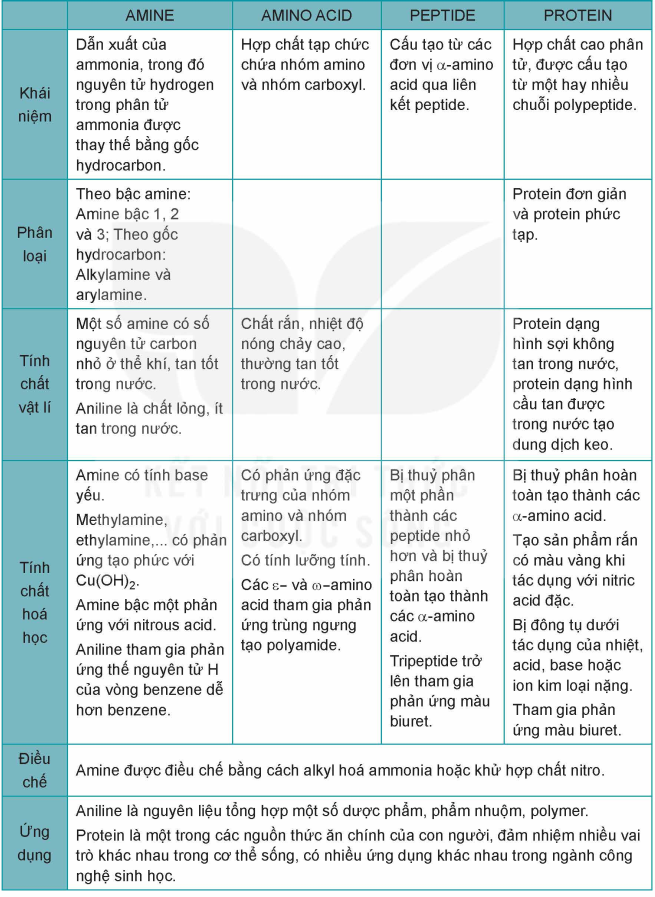 AMINE AMINO ACID PEPTIDE PROTEIN
Khái
niệm
Dẫn xuất của
ammonia, trong đó
nguyên tử hydrogen
trong phân tử
ammonia được
thay thế bằng gốc
hydrocarbon.
Hợp chất tạp chức
chứa nhóm amino
và nhóm carboxyl.
Cấu tạo từ các
đơn vị α-amino
acid qua liên
kết peptide.
Hợp chất cao phân
tử, được cấu tạo
từ một hay nhiều
chuỗi polypeptide.
Phân
loại
Theo bậc amine:
Amine bậc 1, 2
và 3; Theo gốc
hydrocarbon:
Alkylamine và
arylamine.
Protein đơn giản
và protein phức
tạp.
Tính
chất
vật lí
Một số amine có số
nguyên tử carbon
nhỏ ở thể khí, tan tốt
trong nước.
Aniline là chất lỏng, ít
tan trong nước.
Chất rắn, nhiệt độ
nóng chảy cao,
thường tan tốt
trong nước.
Protein dạng
hình sợi không
tan trong nước,
protein dạng hình
cầu tan được
trong nước tạo
dung dịch keo.
Tính
chất
hoá
học
Amine có tính base
yếu.
Methylamine,
ethylamine,... có phản
ứng tạo phức với
Cu(OH)₂.
Amine bậc một phản
ứng với nitrous acid.
Aniline tham gia phản
ứng thế nguyên tử H
của vòng benzene dễ
hơn benzene.
Có phản ứng đặc
trưng của nhóm
amino và nhóm
carboxyl.
Có tính lưỡng tính.
Các ε– và ω–amino
acid tham gia phản
ứng trùng ngưng
tạo polyamide.
Bị thuỷ phân
một phần
thành các
peptide nhỏ
hơn và bị thuỷ
phân hoàn
toàn tạo thành
các α-amino
acid.
Tripeptide trở
lên tham gia
phản ứng màu
biuret.
Bị thuỷ phân hoàn
toàn tạo thành các
α-amino acid.
Tạo sản phẩm rắn
có màu vàng khi
tác dụng với nitric
acid đặc.
Bị đông tụ dưới
tác dụng của nhiệt,
acid, base hoặc
ion kim loại nặng.
Tham gia phản
ứng màu biuret.
Điều
chế
Amine được điều chế bằng cách alkyl hoá ammonia hoặc khử hợp chất nitro.
Ứng
dụng
Aniline là nguyên liệu tổng hợp một số dược phẩm, phẩm nhuộm, polymer.
Protein là một trong các nguồn thức ăn chính của con người, đảm nhiệm nhiều vai
trò khác nhau trong cơ thể sống, có nhiều ứng dụng khác nhau trong ngành công
nghệ sinh học.
KẾT NỐI TRI THỨC
VỚI CUỘC SỐNG